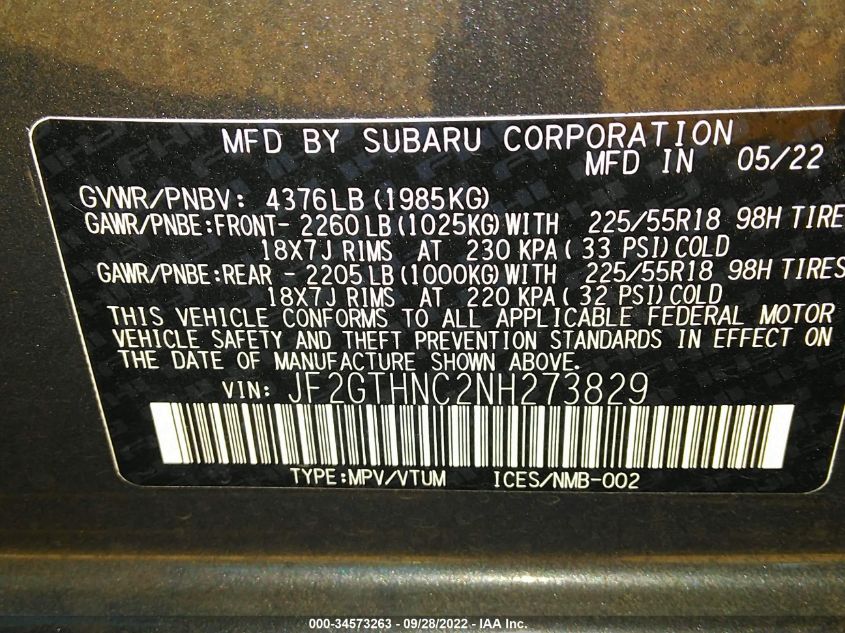 MFD BY SUBARU CORPORATION
MFD IN 05/22
GVWR/PNBV: 4376LB (1985KG)
GAWR/PNBE:FRONT- 2260 LB (1025KG) WITH 225/55R18 98H TIRE
18X7J RIMS AT 230 KPA ( 33 PSI) COLD
GAWR/PNBE:REAR - 2205 LB (1000KG) WITH 225/55R18 98H TIRES
18X7J RIMS AT 220 KPA ( 32 PSI) COLD
THIS VEHICLE CONFORMS TO ALL APPLICABLE FEDERAL MOTOR
VEHICLE SAFETY AND THEFT PREVENTION STANDARDS IN EFFECT ON
THE DATE OF MANUFACTURE SHOWN ABOVE.
VIN: JF2GTHNC2NH273829
TYPE:MPV/VTUM ICES/NMB-002
000-34573263 - 09/28/2022 - IAA Inc.